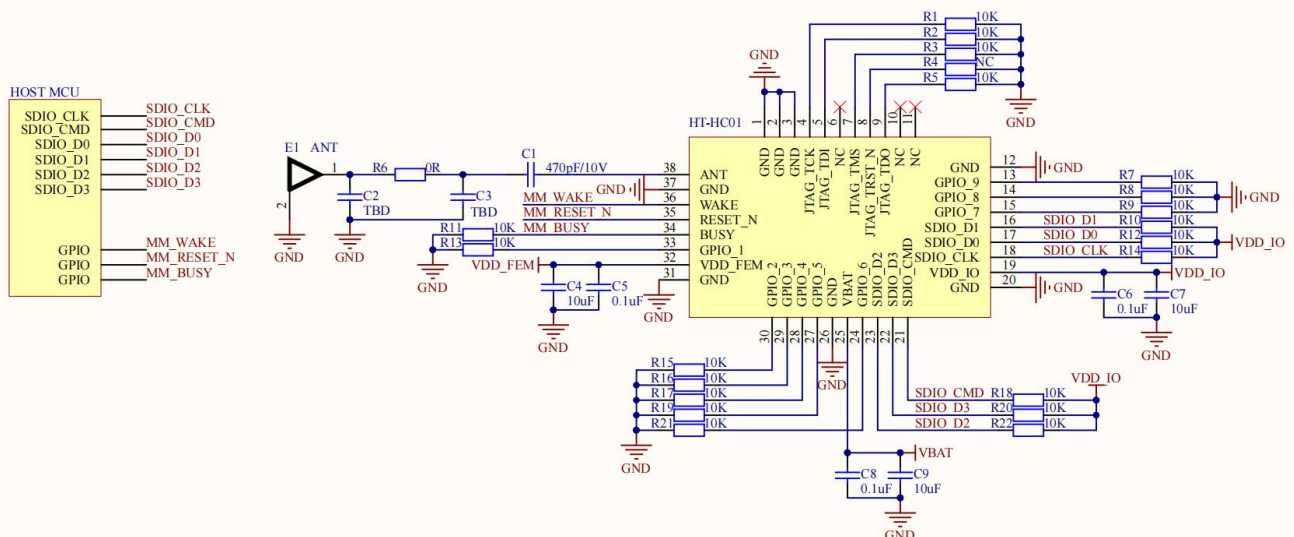 HOST MCU
SDIO_CLK SDIO_CLK
SDIO_CMD SDIO_CMD
SDIO_D0 SDIO_D0
SDIO_D1 SDIO_D1
SDIO_D2 SDIO_D2
SDIO_D3 SDIO_D3
GPIO MM_WAKE
GPIO MM_RESET_N
GPIO MM_BUSY
E1 ANT
1
2
GND
R6 0R
C2
TBD
GND
C3
TBD
C1
470pF/10V
GND
MM_WAKE
MM_RESET_N
MM_BUSY
R11 10K
R13 10K
GND
VDD_FEM
C4
10uF
C5
0.1uF
GND
GND
R1 10K
R2 10K
R3 10K
R4 NC
R5 10K
GND
GND
HT-HC01
1 GND
2 GND
3 GND
4 JTAG_TCK
5 JTAG_TDI
6 NC
7 JTAG_TMS
8 JTAG_TRST_N
9 JTAG_TDO
10 NC
11 NC
38 ANT
37 GND
36 WAKE
35 RESET_N
34 BUSY
33 GPIO_1
32 VDD_FEM
31 GND
GND 12
GPIO_9 13
GPIO_8 14
GPIO_7 15
SDIO_D1 16
SDIO_D0 17
SDIO_CLK 18
VDD_IO 19
GND 20
GPIO_2 30
GPIO_3 29
GPIO_4 28
GPIO_5 27
GND 26
VBAT 25
GPIO_6 24
SDIO_D2 23
SDIO_D3 22
SDIO_CMD 21
GND
R7 10K
R8 10K
R9 10K
GND
SDIO_D1 R10 10K
SDIO_D0 R12 10K
SDIO_CLK R14 10K
VDD_IO
VDD_IO
GND
C6
0.1uF
C7
10uF
GND
R15 10K
R16 10K
R17 10K
R19 10K
R21 10K
GND
GND
VDD_IO
SDIO_CMD R18 10K
SDIO_D3 R20 10K
SDIO_D2 R22 10K
VBAT
C8
0.1uF
C9
10uF
GND